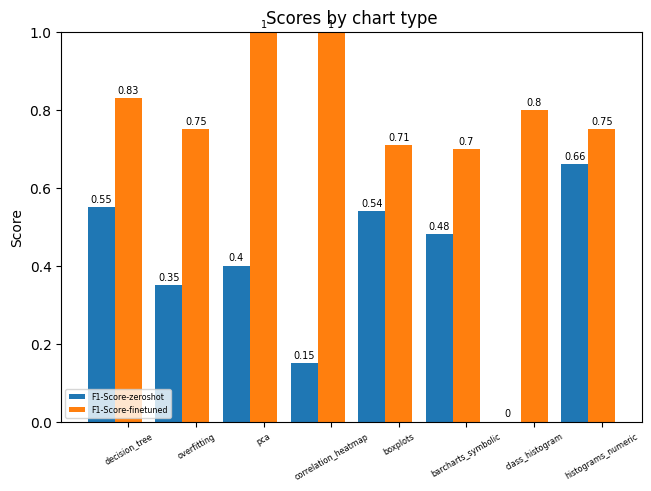 Scores by chart type
Score
1.0
0.8
0.6
0.4
0.2
0.0
0.55
0.83
0.35
0.75
0.4
1
0.15
1
0.54
0.71
0.48
0.7
0
0.8
0.66
0.75
F1-Score-zeroshot
F1-Score-finetuned
decision_tree
overfitting
pca
correlation_heatmap
boxplots
barcharts_symbolic
class_histogram
histograms_numeric